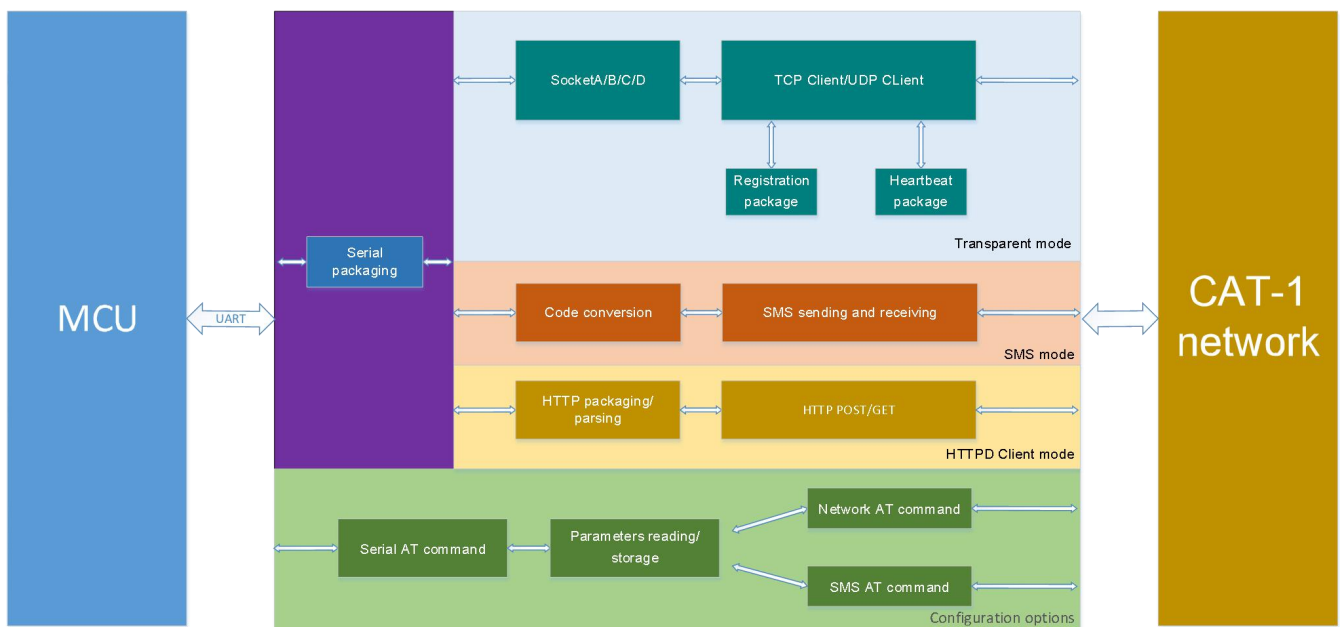 MCU
UART
Serial
packaging
SocketA/B/C/D
TCP Client/UDP CLient
Registration
package
Heartbeat
package
Transparent mode
Code conversion
SMS sending and receiving
SMS mode
HTTP packaging/
parsing
HTTP POST/GET
HTTPD Client mode
Serial AT command
Parameters reading/
storage
Network AT command
SMS AT command
Configuration options
CAT-1
network